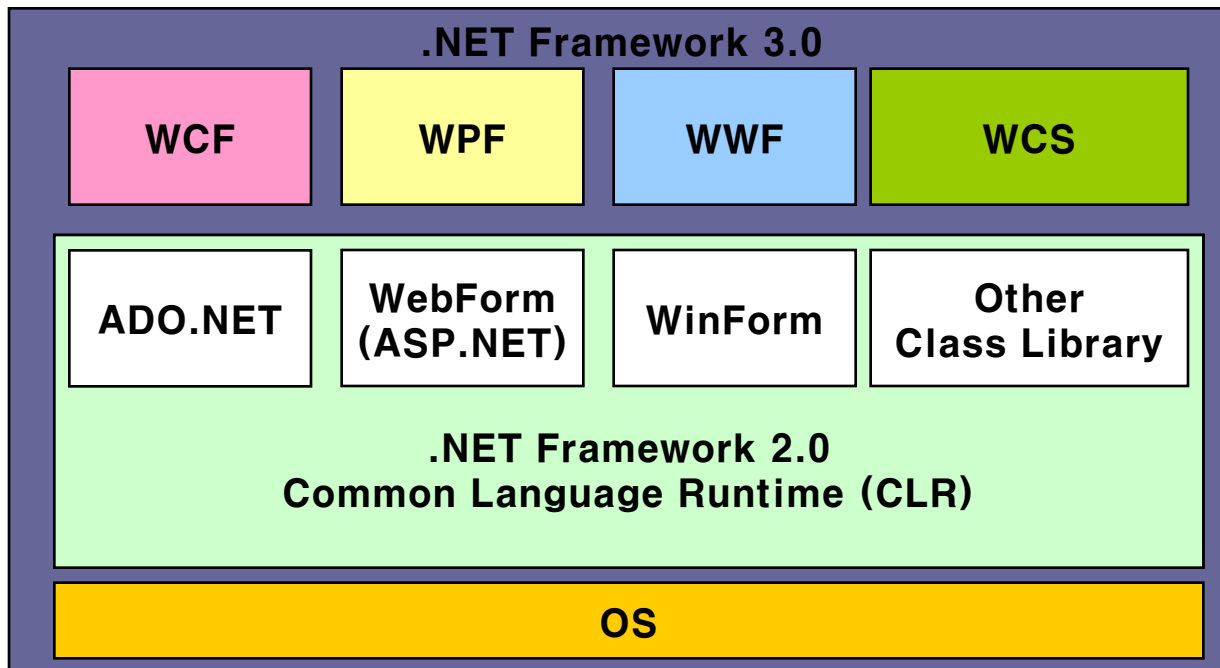 .NET Framework 3.0
WCF
WPF
WWF
WCS
ADO.NET
WebForm
(ASP.NET)
WinForm
Other
Class Library
.NET Framework 2.0
Common Language Runtime (CLR)
OS